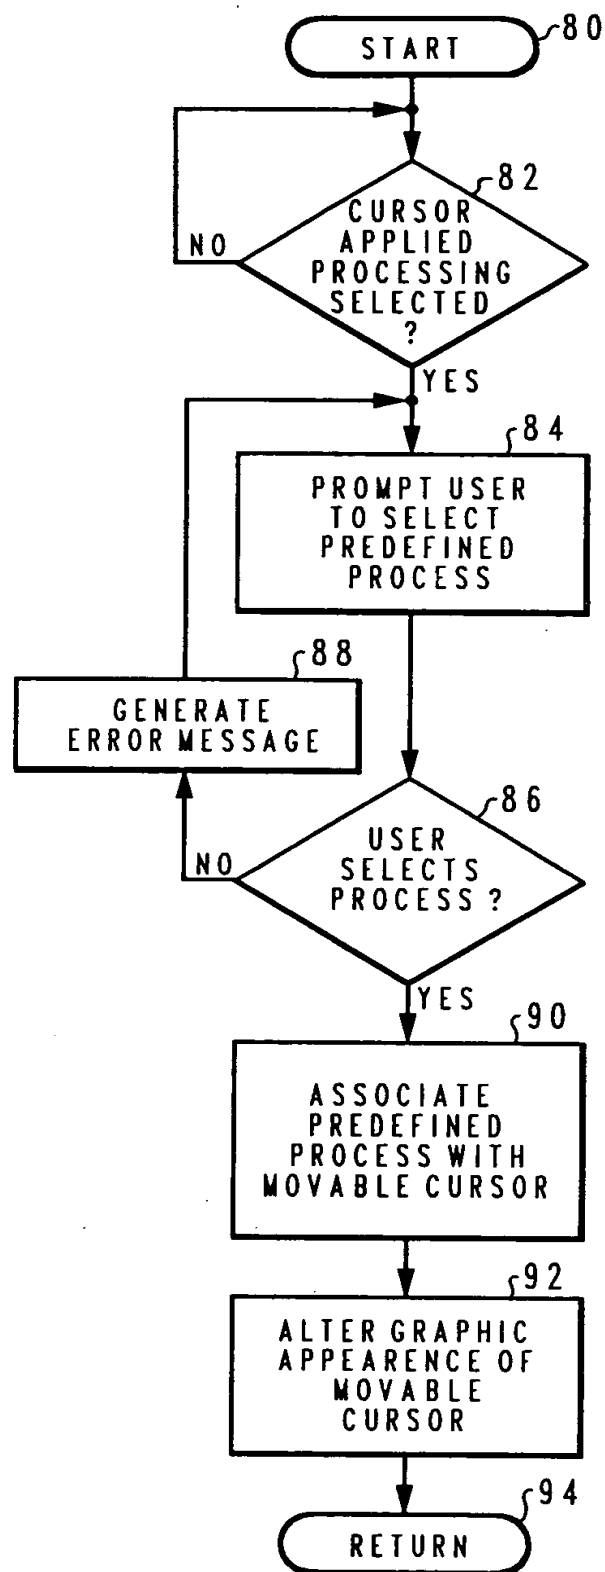 80
START
82
CURSOR
APPLIED
PROCESSING
SELECTED
?
NO
YES
84
PROMPT USER
TO SELECT
PREDEFINED
PROCESS
88
GENERATE
ERROR MESSAGE
86
USER
SELECTS
PROCESS ?
NO
YES
90
ASSOCIATE
PREDEFINED
PROCESS WITH
MOVABLE CURSOR
92
ALTER GRAPHIC
APPEARENCE OF
MOVABLE
CURSOR
94
RETURN